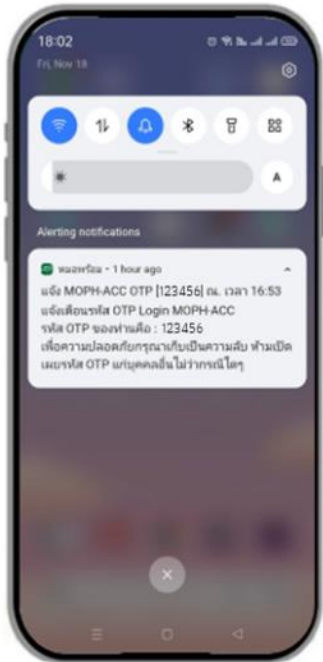 18:02
Fri, Nov 18
A
Alerting notifications
หมอพร้อม • 1 hour ago
แจ้ง MOPH-ACC OTP [123456] ณ. เวลา 16:53
แจ้งเตือนรหัส OTP Login MOPH-ACC
รหัส OTP ของท่านคือ : 123456
เพื่อความปลอดภัยกรุณาเก็บเป็นความลับ ห้ามเปิด
เผยรหัส OTP แก่บุคคลอื่นไม่ว่ากรณีใดๆ